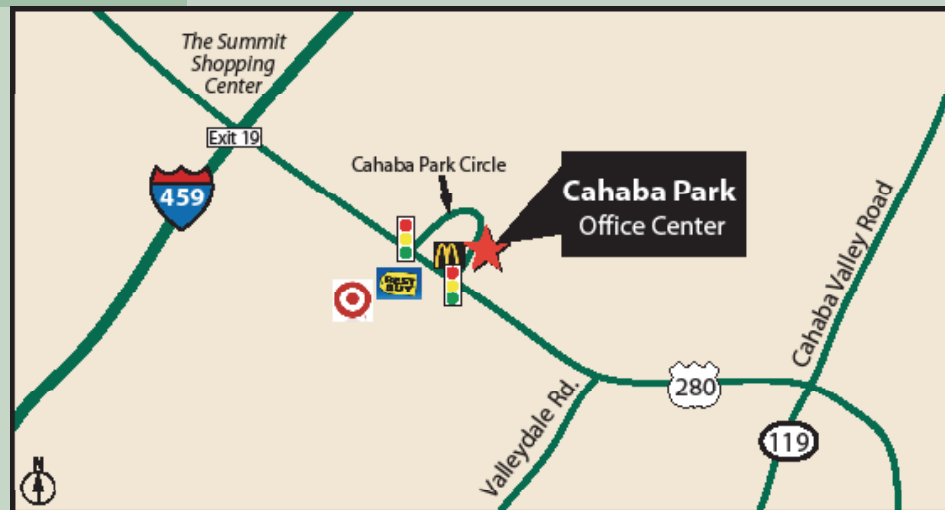 The Summit
Shopping
Center
Exit 19
459
Cahaba Park Circle
Cahaba Park
Office Center
BEST
BUY
Cahaba Valley Road
280
Valleydale Rd.
119
N